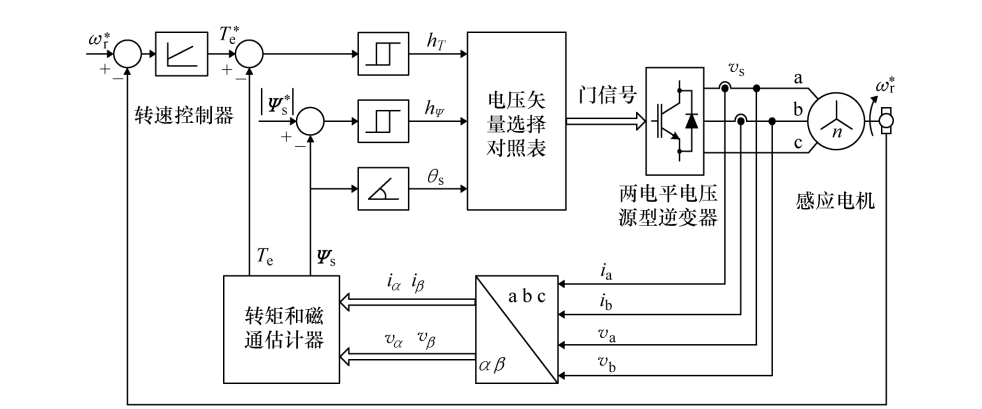 ω*r
T*e
+
−
+
−
转速控制器
|Ψ*s|
+
−
hT
hΨ
θs
电压矢
量选择
对照表
门信号
vs
a
b
c
n
ω*r
两电平电压
源型逆变器
感应电机
Te
Ψs
转矩和磁
通估计器
iα iβ
vα vβ
a b c
α β
ia
ib
va
vb